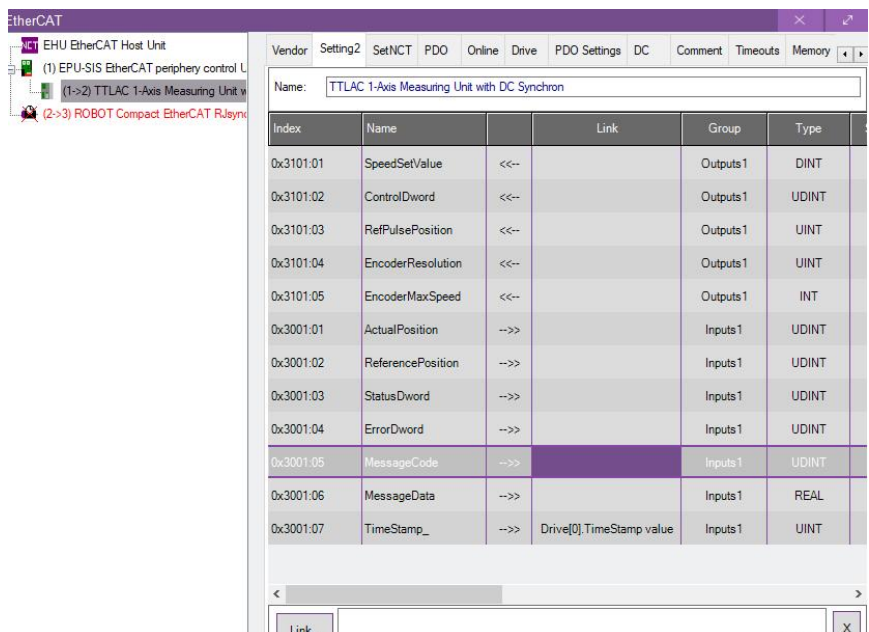 EtherCAT
NCT EHU EtherCAT Host Unit
(1) EPU-SIS EtherCAT periphery control U
(1->2) TTLAC 1-Axis Measuring Unit w
(2->3) ROBOT Compact EtherCAT RJsync
Vendor Setting2 SetNCT PDO Online Drive PDO Settings DC Comment Timeouts Memory
Name: TTLAC 1-Axis Measuring Unit with DC Synchron
Index Name Link Group Type
0x3101:01 SpeedSetValue <<-- Outputs1 DINT
0x3101:02 ControlDword <<-- Outputs1 UDINT
0x3101:03 RefPulsePosition <<-- Outputs1 UINT
0x3101:04 EncoderResolution <<-- Outputs1 UINT
0x3101:05 EncoderMaxSpeed <<-- Outputs1 INT
0x3001:01 ActualPosition -->> Inputs1 UDINT
0x3001:02 ReferencePosition -->> Inputs1 UDINT
0x3001:03 StatusDword -->> Inputs1 UDINT
0x3001:04 ErrorDword -->> Inputs1 UDINT
0x3001:05 MessageCode -->> Inputs1 UDINT
0x3001:06 MessageData -->> Inputs1 REAL
0x3001:07 TimeStamp_ -->> Drive[0].TimeStamp value Inputs1 UINT
Link X